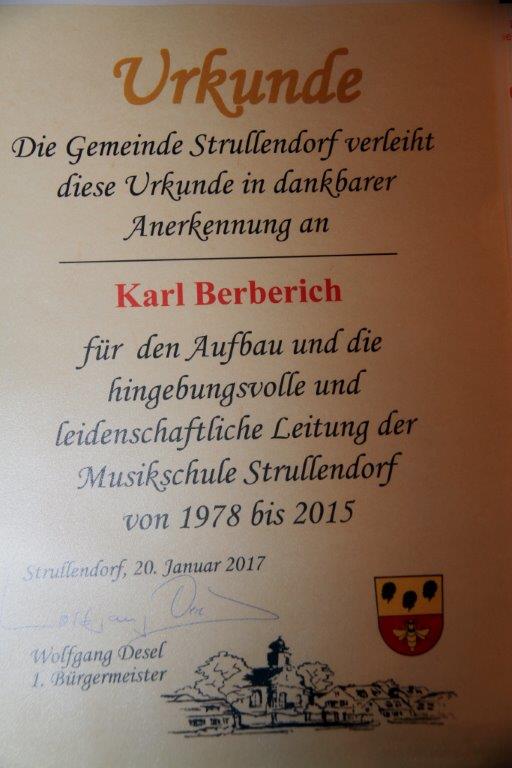 Urkunde
Die Gemeinde Strullendorf verleiht
diese Urkunde in dankbarer
Anerkennung an
Karl Berberich
für den Aufbau und die
hingebungsvolle und
leidenschaftliche Leitung der
Musikschule Strullendorf
von 1978 bis 2015
Strullendorf, 20. Januar 2017
Wolfgang Desel
1. Bürgermeister